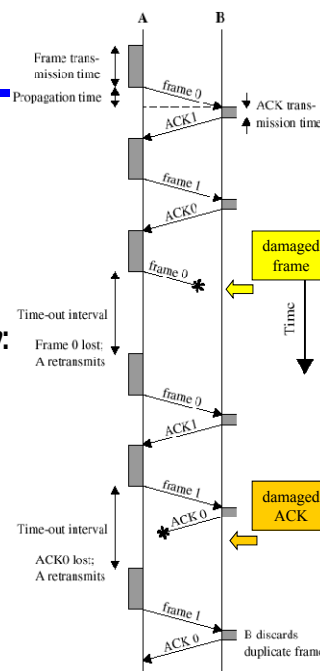 A
B
Frame trans-
mission time
Propagation time
frame 0
ACK trans-
mission time
ACK1
frame 1
ACK0
frame 0
damaged
frame
Time
Time-out interval
Frame 0 lost;
A retransmits
frame 0
ACK1
frame 1
damaged
ACK
ACK 0
Time-out interval
ACK0 lost;
A retransmits
frame 1
B discards
duplicate frame
ACK 0